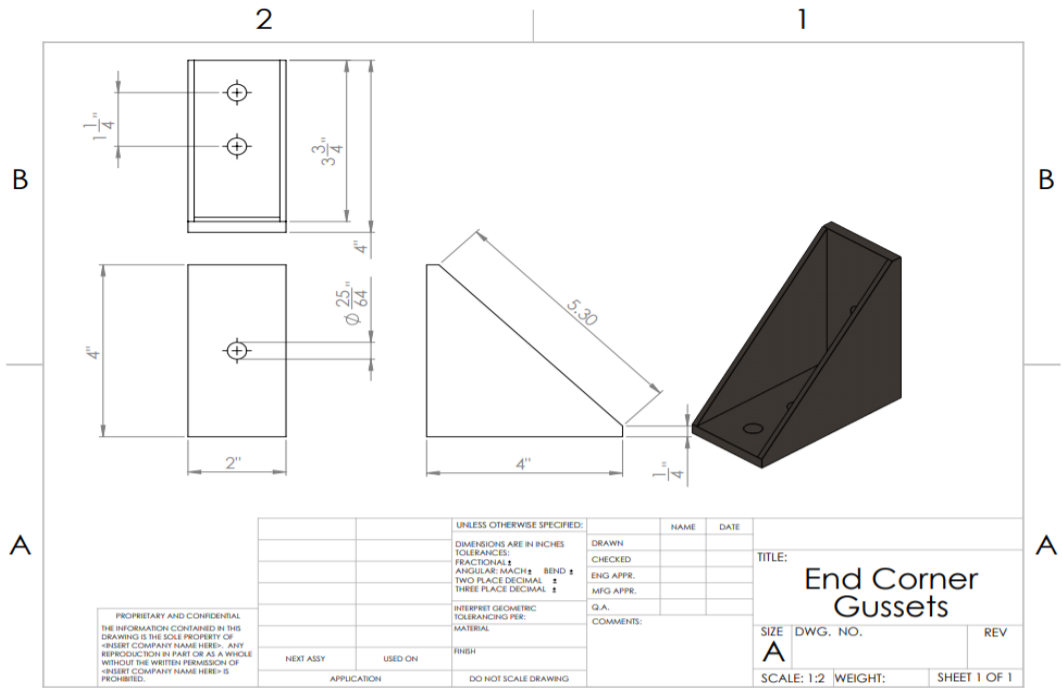 2 1
1 1/4"
3 3/4"
4"
B B
4"
Ø 25/64"
5.30
2"
4"
1/4"
A A
UNLESS OTHERWISE SPECIFIED:
DIMENSIONS ARE IN INCHES
TOLERANCES:
FRACTIONAL ±
ANGULAR: MACH ± BEND ±
TWO PLACE DECIMAL ±
THREE PLACE DECIMAL ±
INTERPRET GEOMETRIC
TOLERANCING PER:
MATERIAL
FINISH
DO NOT SCALE DRAWING
NAME DATE
DRAWN
CHECKED
ENG APPR.
MFG APPR.
Q.A.
COMMENTS:
TITLE:
End Corner
Gussets
SIZE DWG. NO. REV
A
SCALE: 1:2 WEIGHT: SHEET 1 OF 1
PROPRIETARY AND CONFIDENTIAL
THE INFORMATION CONTAINED IN THIS
DRAWING IS THE SOLE PROPERTY OF
<INSERT COMPANY NAME HERE>. ANY
REPRODUCTION IN PART OR AS A WHOLE
WITHOUT THE WRITTEN PERMISSION OF
<INSERT COMPANY NAME HERE> IS
PROHIBITED.
NEXT ASSY USED ON
APPLICATION